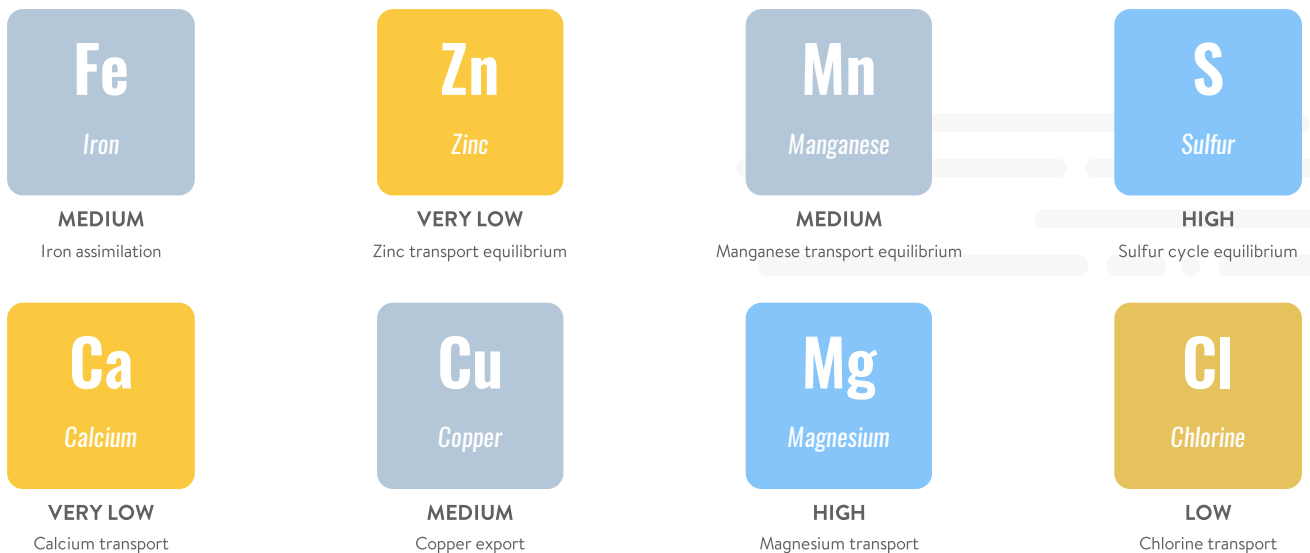 Fe
Iron
MEDIUM
Iron assimilation
Zn
Zinc
VERY LOW
Zinc transport equilibrium
Mn
Manganese
MEDIUM
Manganese transport equilibrium
S
Sulfur
HIGH
Sulfur cycle equilibrium
Ca
Calcium
VERY LOW
Calcium transport
Cu
Copper
MEDIUM
Copper export
Mg
Magnesium
HIGH
Magnesium transport
Cl
Chlorine
LOW
Chlorine transport